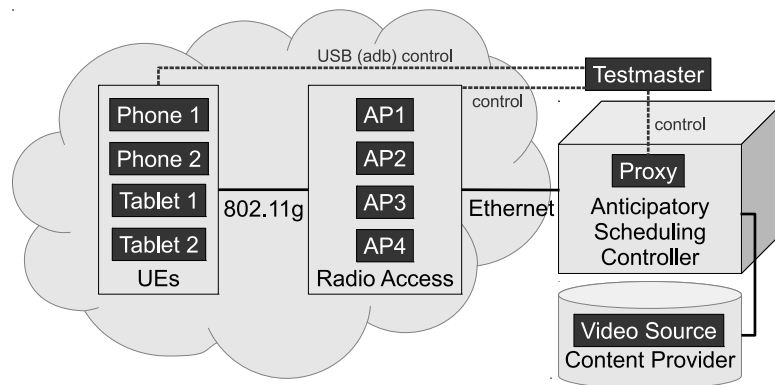 USB (adb) control
Testmaster
control
control
Phone 1
Phone 2
Tablet 1
Tablet 2
UEs
802.11g
AP1
AP2
AP3
AP4
Radio Access
Ethernet
Proxy
Anticipatory
Scheduling
Controller
Video Source
Content Provider